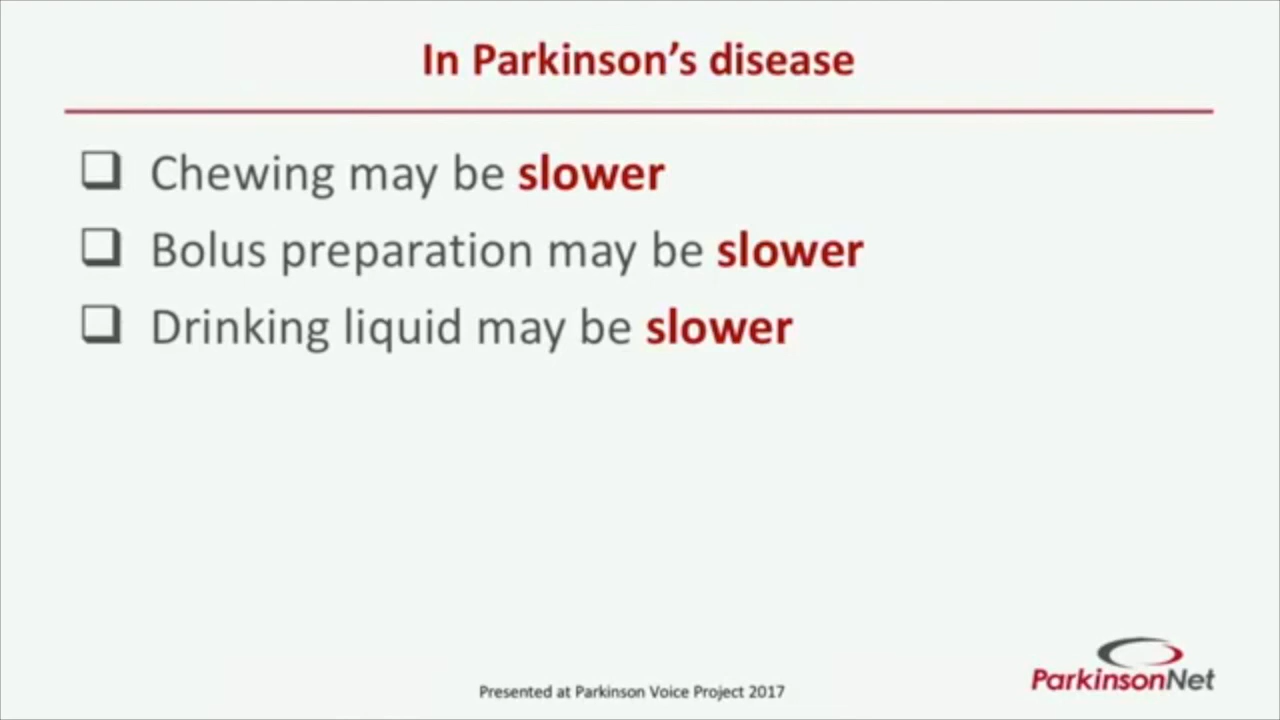 In Parkinson’s disease
Chewing may be slower
Bolus preparation may be slower
Drinking liquid may be slower
Presented at Parkinson Voice Project 2017
ParkinsonNet